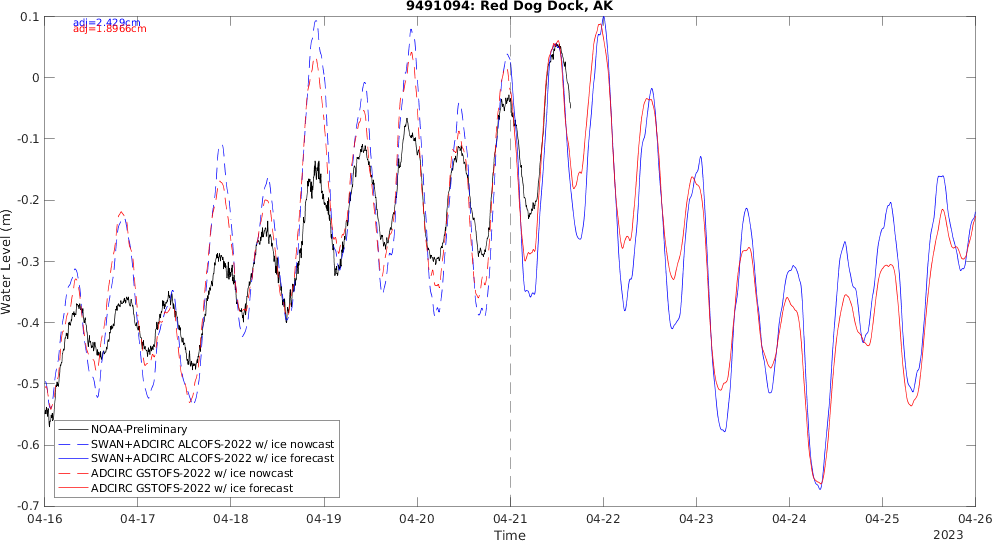 9491094: Red Dog Dock, AK
adj=2.429cm
adj=1.8966cm
0.1
0
-0.1
-0.2
-0.3
-0.4
-0.5
-0.6
-0.7
Water Level (m)
NOAA-Preliminary
SWAN+ADCIRC ALCOFS-2022 w/ ice nowcast
SWAN+ADCIRC ALCOFS-2022 w/ ice forecast
ADCIRC GSTOFS-2022 w/ ice nowcast
ADCIRC GSTOFS-2022 w/ ice forecast
04-16 04-17 04-18 04-19 04-20 04-21 04-22 04-23 04-24 04-25 04-26
Time
2023